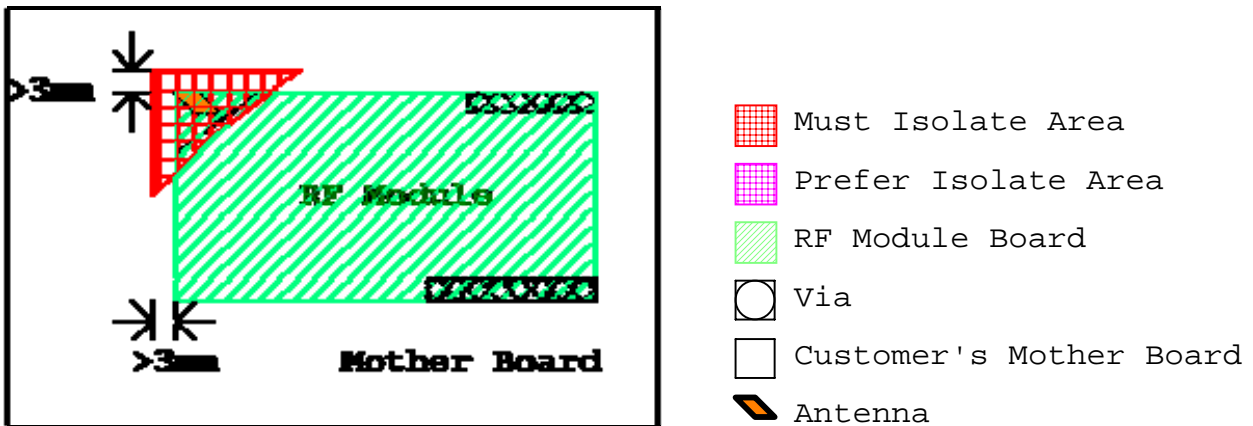 >3mm
RF Module
>3mm
Mother Board
Must Isolate Area
Prefer Isolate Area
RF Module Board
Via
Customer's Mother Board
Antenna